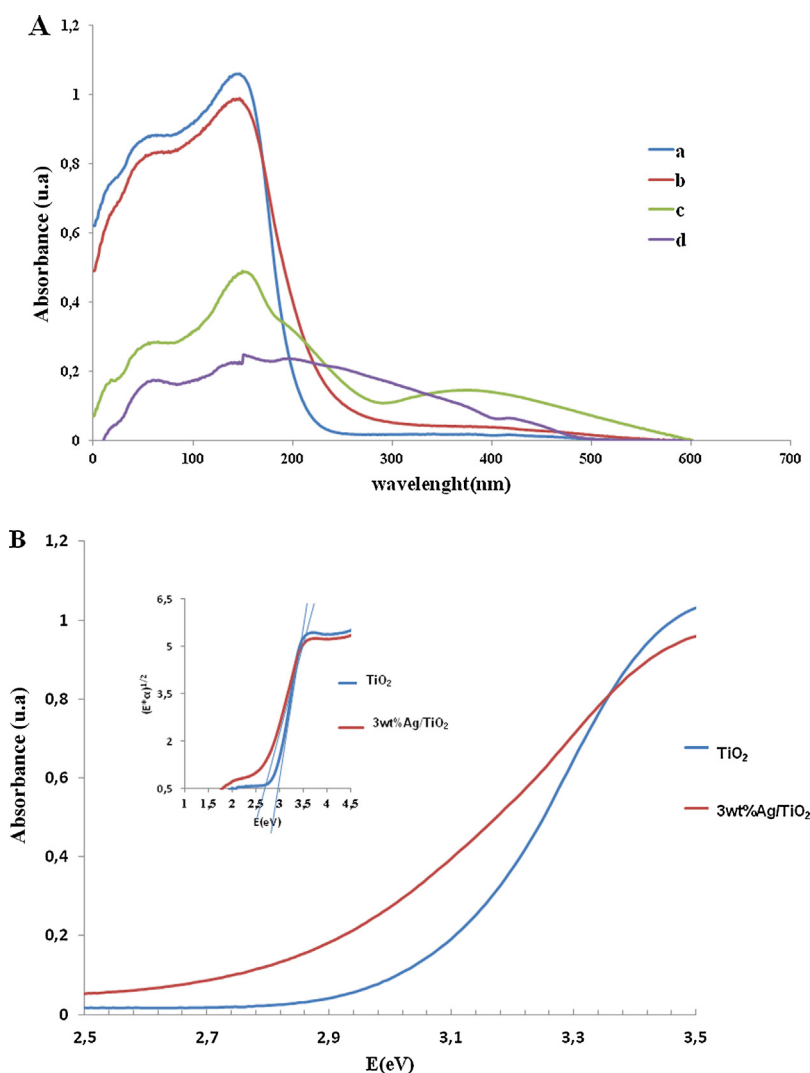 A
1,2
1
0,8
0,6
0,4
0,2
0
Absorbance (u.a)
a
b
c
d
0 100 200 300 400 500 600 700
wavelenght(nm)
B
1,2
1
0,8
0,6
0,4
0,2
0
Absorbance (u.a)
6,5
5
3,5
2
0,5
(E*α)1/2
TiO2
3wt%Ag/TiO2
1 1,5 2 2,5 3 3,5 4 4,5
E(eV)
TiO2
3wt%Ag/TiO2
2,5 2,7 2,9 3,1 3,3 3,5
E(eV)